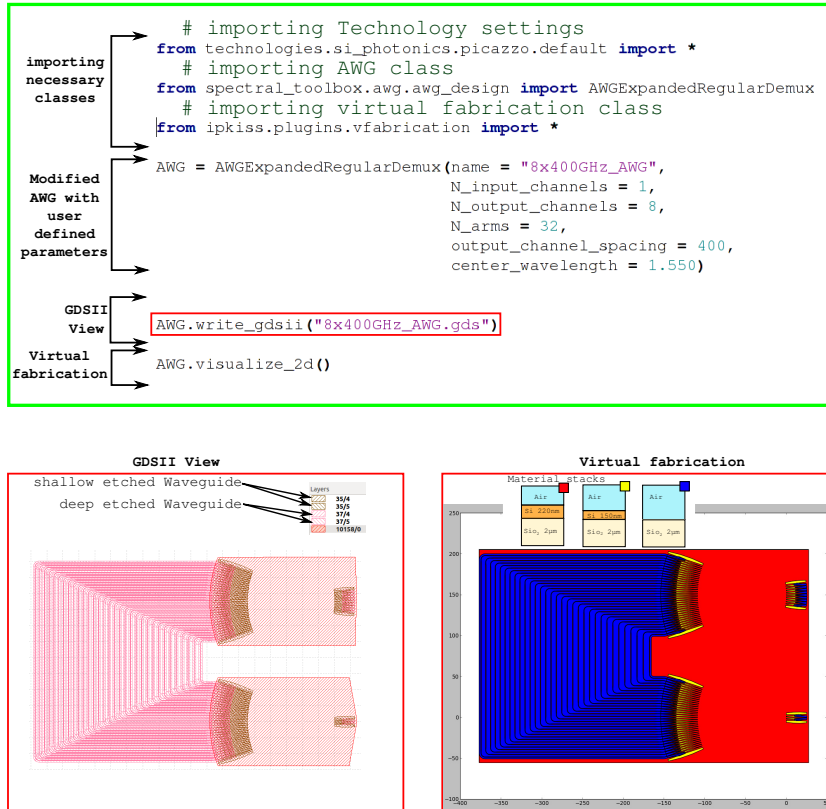 # importing Technology settings
from technologies.si_photonics.picazzo.default import *
# importing AWG class
from spectral_toolbox.awg.awg_design import AWGExpandedRegularDemux
# importing virtual fabrication class
from ipkiss.plugins.vfabrication import *
importing
necessary
classes
AWG = AWGExpandedRegularDemux(name = "8x400GHz_AWG",
N_input_channels = 1,
N_output_channels = 8,
N_arms = 32,
output_channel_spacing = 400,
center_wavelength = 1.550)
Modified
AWG with
user
defined
parameters
GDSII
View
AWG.write_gdsii("8x400GHz_AWG.gds")
Virtual
fabrication
AWG.visualize_2d()
GDSII View
shallow etched Waveguide
deep etched Waveguide
Layers
35/4
35/5
37/4
37/5
10158/0
Virtual fabrication
Material stacks
Air
Si 220nm
SiO₂ 2μm
Air
Si 150nm
SiO₂ 2μm
Air
SiO₂ 2μm
250
200
150
100
50
0
−50
−100
−400 −350 −300 −250 −200 −150 −100 −50 0